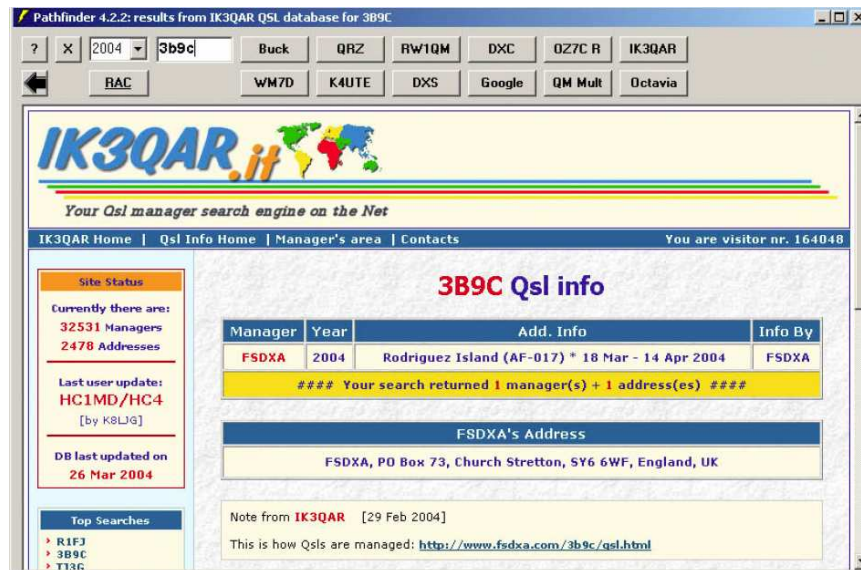 Pathfinder 4.2.2: results from IK3QAR QSL database for 3B9C
? X 2004 3b9c Buck QRZ RW1QM DXC OZ7C R IK3QAR
RAC WM7D K4UTE DXS Google QM Mult Octavia
IK3QAR.it
Your Qsl manager search engine on the Net
IK3QAR Home | Qsl Info Home | Manager's area | Contacts You are visitor nr. 164048
Site Status
Currently there are:
32531 Managers
2478 Addresses
Last user update:
HC1MD/HC4
[by K8LJG]
DB last updated on
26 Mar 2004
Top Searches
R1FJ
3B9C
TJ3G
3B9C Qsl info
Manager Year Add. Info Info By
FSDXA 2004 Rodriguez Island (AF-017) * 18 Mar - 14 Apr 2004 FSDXA
#### Your search returned 1 manager(s) + 1 address(es) ####
FSDXA's Address
FSDXA, PO Box 73, Church Stretton, SY6 6WF, England, UK
Note from IK3QAR [29 Feb 2004]
This is how Qsls are managed: http://www.fsdxa.com/3b9c/qsl.html